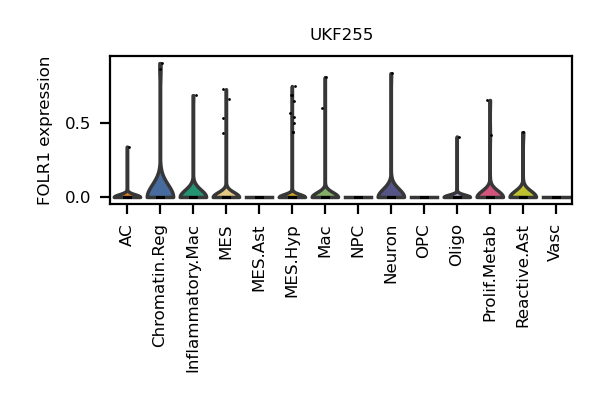 UKF255
FOLR1 expression
0.5
0.0
AC
Chromatin.Reg
Inflammatory.Mac
MES
MES.Ast
MES.Hyp
Mac
NPC
Neuron
OPC
Oligo
Prolif.Metab
Reactive.Ast
Vasc